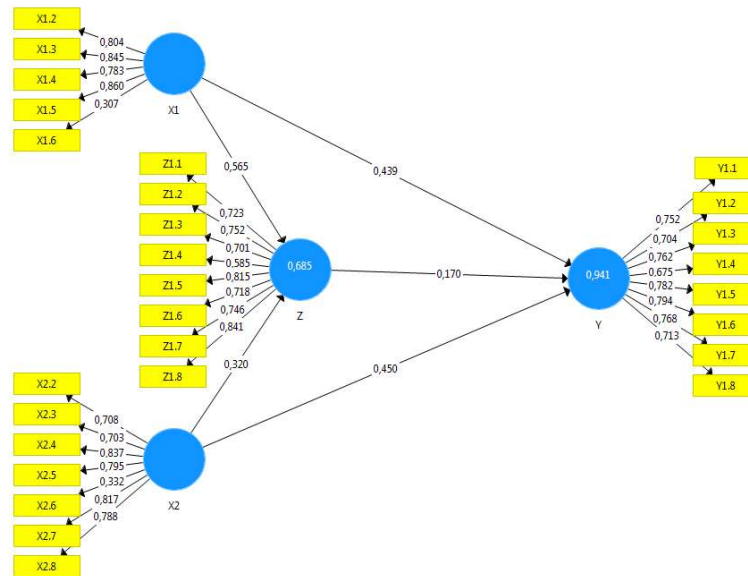 X1.2
X1.3
X1.4
X1.5
X1.6
0,804
0,845
0,783
0,860
0,307
X1
0,565
0,439
Z1.1
Z1.2
Z1.3
Z1.4
Z1.5
Z1.6
Z1.7
Z1.8
0,723
0,752
0,701
0,585
0,815
0,718
0,746
0,841
0,685
Z
0,170
0,941
Y
0,752
0,704
0,762
0,675
0,782
0,794
0,768
0,713
Y1.1
Y1.2
Y1.3
Y1.4
Y1.5
Y1.6
Y1.7
Y1.8
0,320
0,450
X2.2
X2.3
X2.4
X2.5
X2.6
X2.7
X2.8
0,708
0,703
0,837
0,795
0,332
0,817
0,788
X2